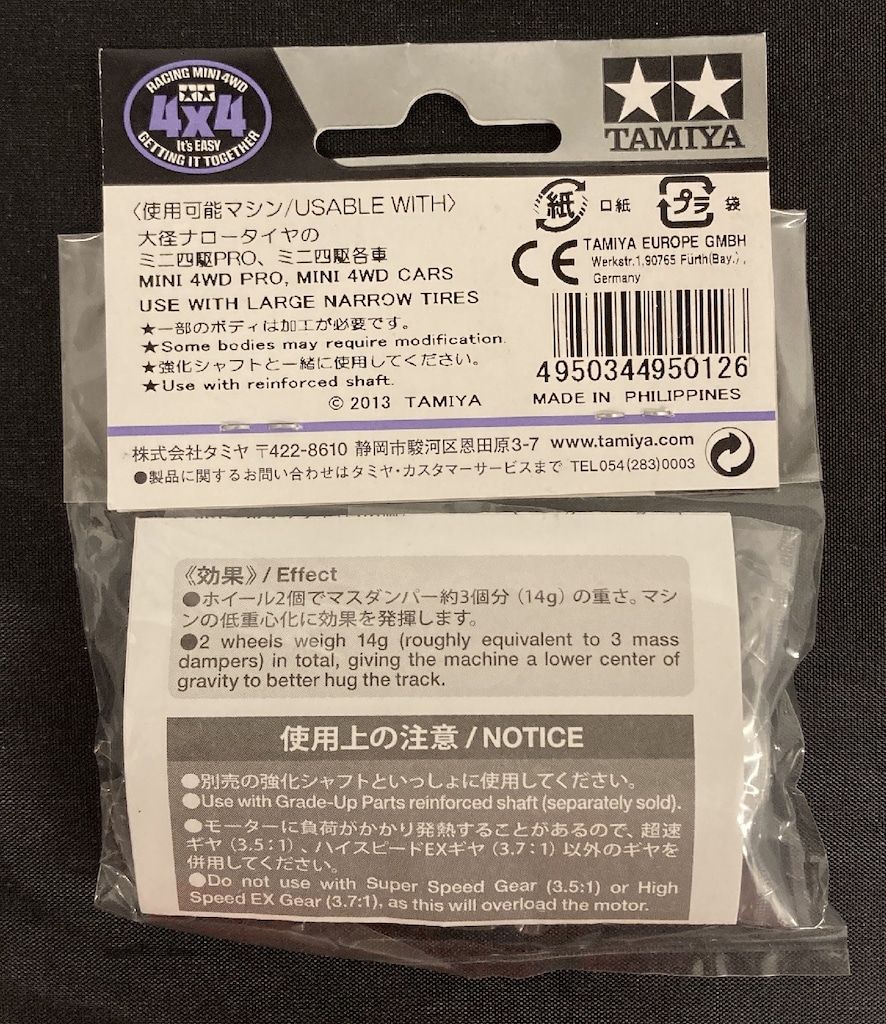 RACING MINI 4WD
4x4
It's EASY
GETTING IT TOGETHER
TAMIYA
〈使用可能マシン/USABLE WITH〉
大径ナロータイヤの
ミニ四駆PRO、ミニ四駆各車
MINI 4WD PRO, MINI 4WD CARS
USE WITH LARGE NARROW TIRES
★一部のボディは加工が必要です。
★Some bodies may require modification.
★強化シャフトと一緒に使用してください。
★Use with reinforced shaft.
© 2013 TAMIYA
紙 口紙 プラ 袋
CE TAMIYA EUROPE GMBH
Werkstr.1,90765 Fürth(Bay.),
Germany
4950344950126
MADE IN PHILIPPINES
株式会社タミヤ 〒422-8610 静岡市駿河区恩田原3-7 www.tamiya.com
●製品に関するお問い合わせはタミヤ・カスタマーサービスまで TEL054(283)0003
《効果》/ Effect
●ホイール2個でマスダンパー約3個分（14g）の重さ。マシ
ンの低重心化に効果を発揮します。
●2 wheels weigh 14g (roughly equivalent to 3 mass
dampers) in total, giving the machine a lower center of
gravity to better hug the track.
使用上の注意 / NOTICE
●別売の強化シャフトといっしょに使用してください。
●Use with Grade-Up Parts reinforced shaft (separately sold).
●モーターに負荷がかかり発熱することがあるので、超速
ギヤ（3.5：1）、ハイスピードEXギヤ（3.7：1）以外のギヤを
併用してください。
●Do not use with Super Speed Gear (3.5:1) or High
Speed EX Gear (3.7:1), as this will overload the motor.